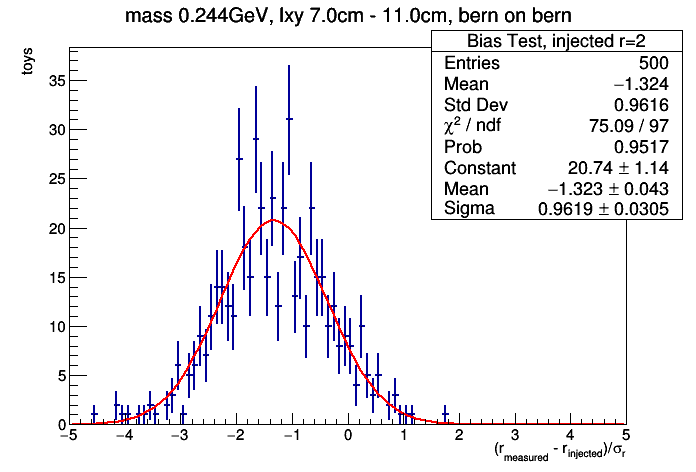 mass 0.244GeV, lxy 7.0cm - 11.0cm, bern on bern
Bias Test, injected r=2
Entries 500
Mean −1.324
Std Dev 0.9616
χ² / ndf 75.09 / 97
Prob 0.9517
Constant 20.74 ± 1.14
Mean −1.323 ± 0.043
Sigma 0.9619 ± 0.0305
toys
35
30
25
20
15
10
5
0
−5 −4 −3 −2 −1 0 1 2 3 4 5
(r_measured - r_injected)/σ_r